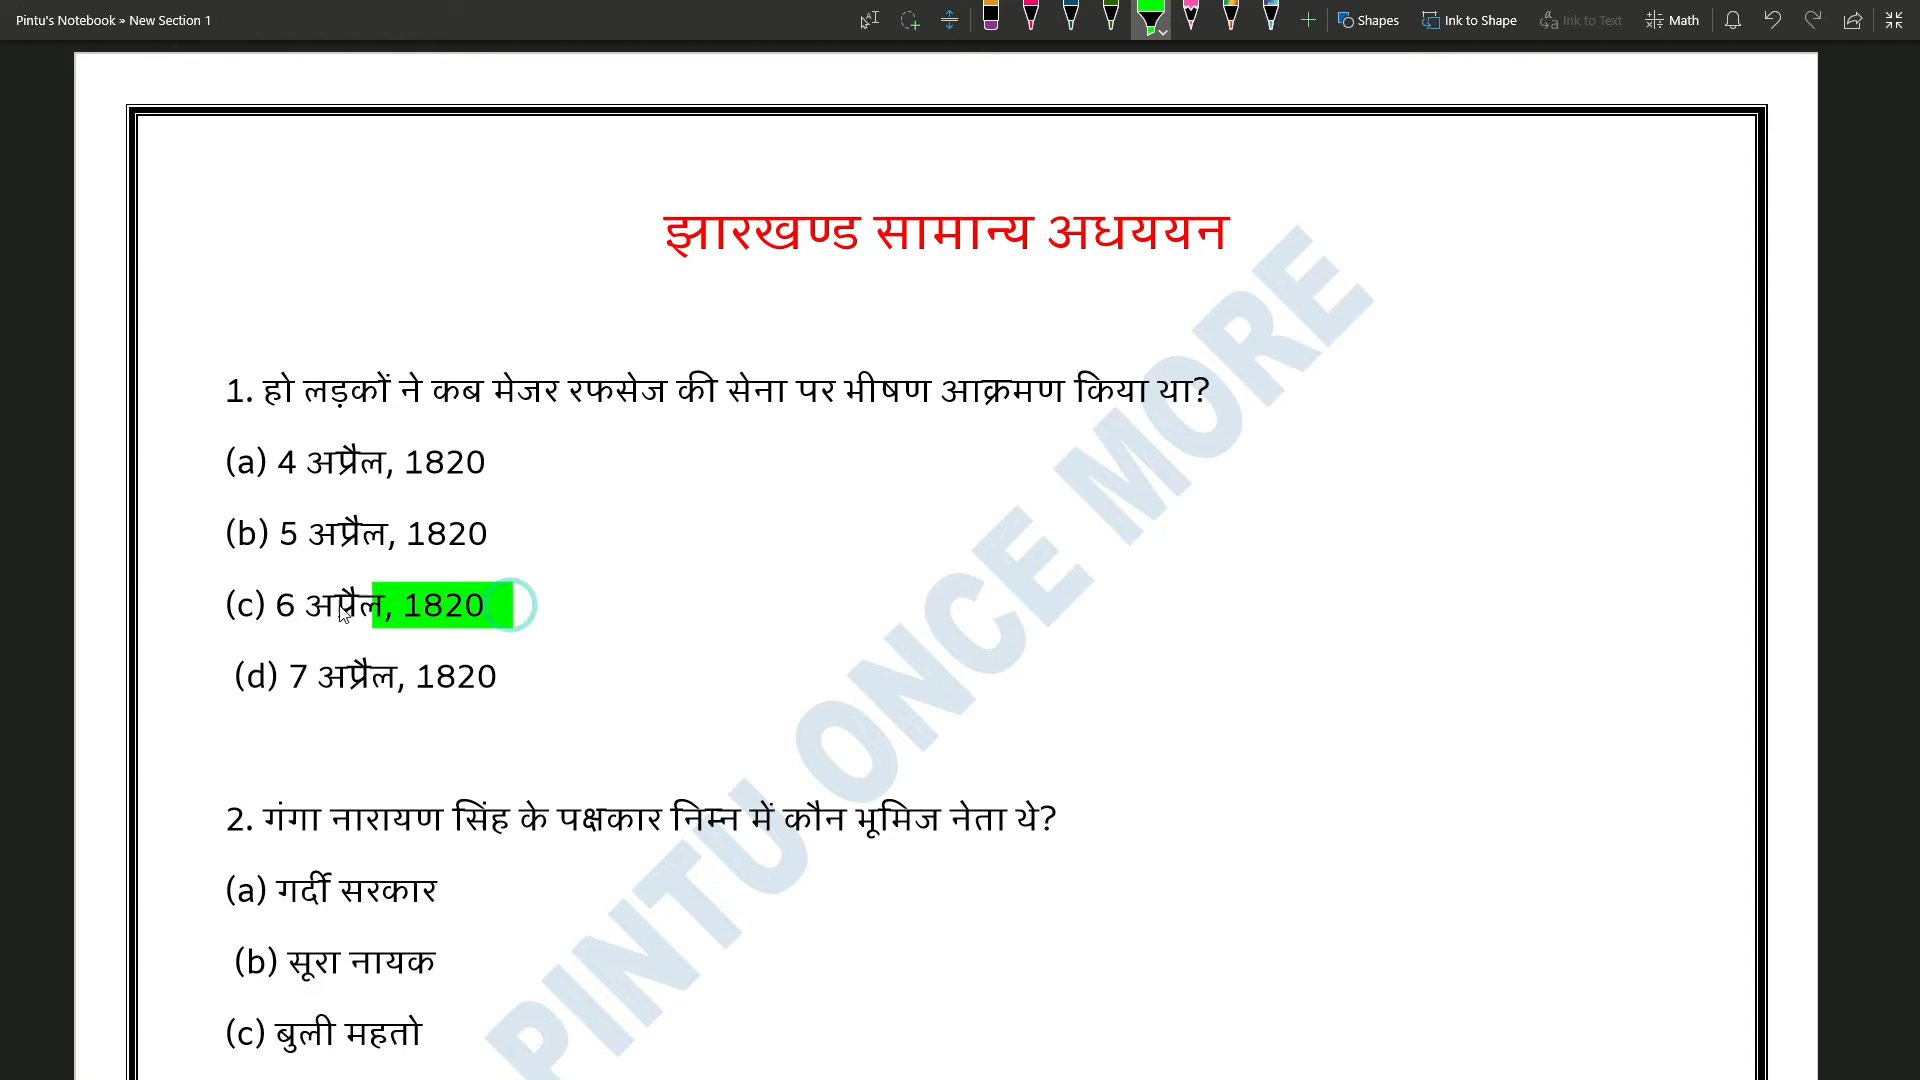 Pintu's Notebook » New Section 1
Shapes
Ink to Shape
Ink to Text
Math
झारखण्ड सामान्य अधययन
1. हो लड़कों ने कब मेजर रफसेज की सेना पर भीषण आक्रमण किया था?
(a) 4 अप्रैल, 1820
(b) 5 अप्रैल, 1820
(c) 6 अप्रैल, 1820
(d) 7 अप्रैल, 1820
2. गंगा नारायण सिंह के पक्षकार निम्न में कौन भूमिज नेता थे?
(a) गर्दी सरकार
(b) सूरा नायक
(c) बुली महतो
PINTU ONCE MORE